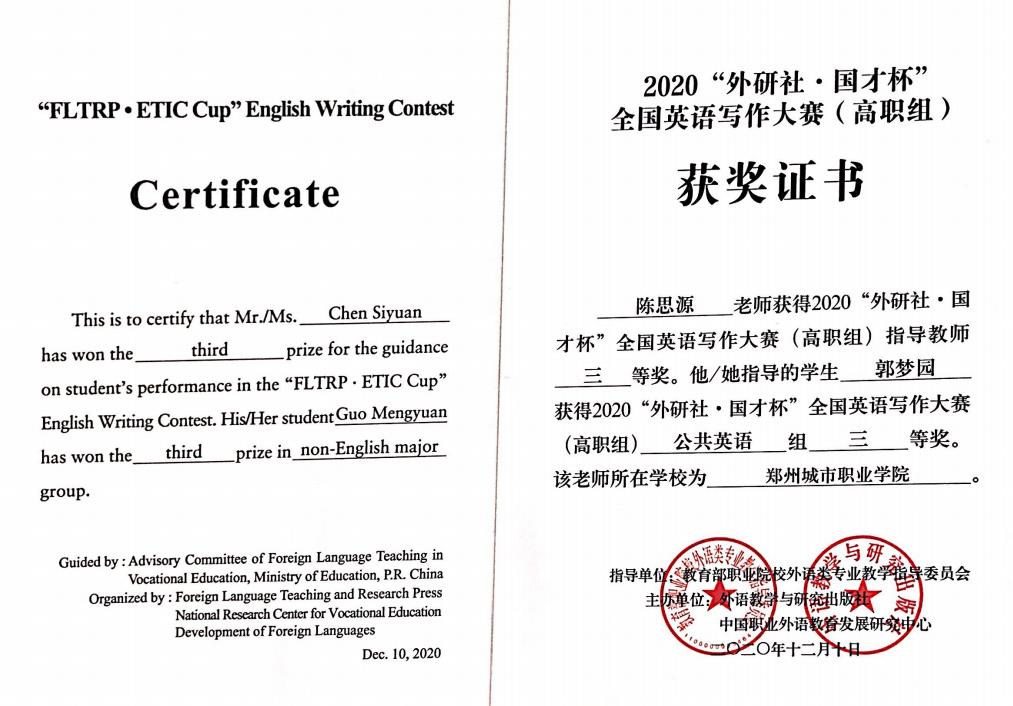 “FLTRP • ETIC Cup” English Writing Contest
Certificate
This is to certify that Mr./Ms. Chen Siyuan
has won the third prize for the guidance
on student’s performance in the “FLTRP · ETIC Cup”
English Writing Contest. His/Her student Guo Mengyuan
has won the third prize in non-English major
group.
Guided by : Advisory Committee of Foreign Language Teaching in
Vocational Education, Ministry of Education, P.R. China
Organized by : Foreign Language Teaching and Research Press
National Research Center for Vocational Education
Development of Foreign Languages
Dec. 10, 2020
2020“外研社·国才杯”
全国英语写作大赛（高职组）
获奖证书
陈思源 老师获得2020“外研社·国
才杯”全国英语写作大赛（高职组）指导教师
三 等奖。他/她指导的学生 郭梦园
获得2020“外研社·国才杯”全国英语写作大赛
（高职组） 公共英语 组 三 等奖。
该老师所在学校为 郑州城市职业学院 。
指导单位：教育部职业院校外语类专业教学指导委员会
主办单位：外语教学与研究出版社
中国职业外语教育发展研究中心
二〇二〇年十二月十日
外语教学与研究出版社